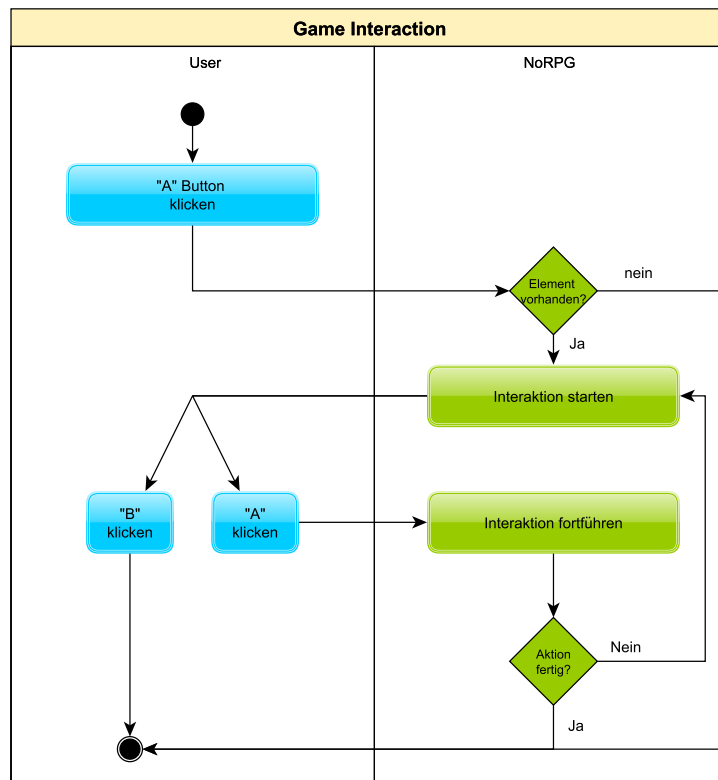 Game Interaction
User
NoRPG
"A" Button
klicken
Element
vorhanden?
nein
Ja
Interaktion starten
"B"
klicken
"A"
klicken
Interaktion fortführen
Aktion
fertig?
Nein
Ja